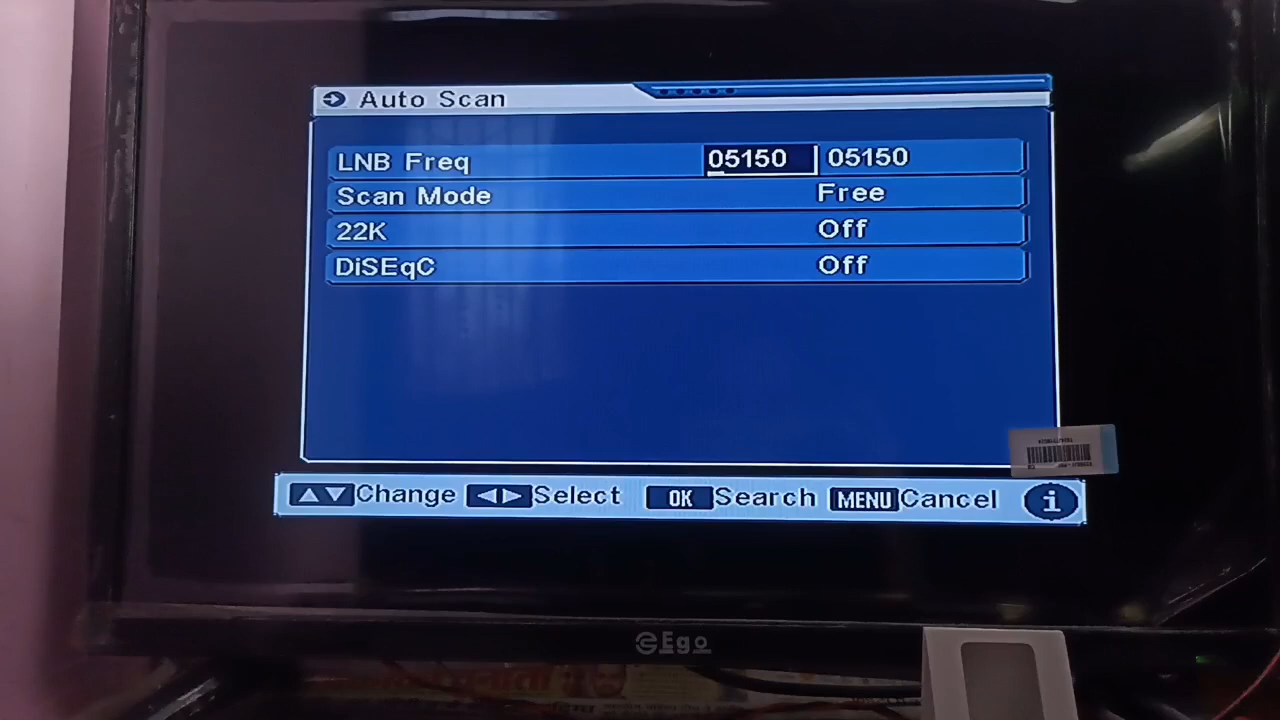 Auto Scan
LNB Freq 05150 05150
Scan Mode Free
22K Off
DiSEqC Off
Change Select OK Search MENU Cancel i
Ego